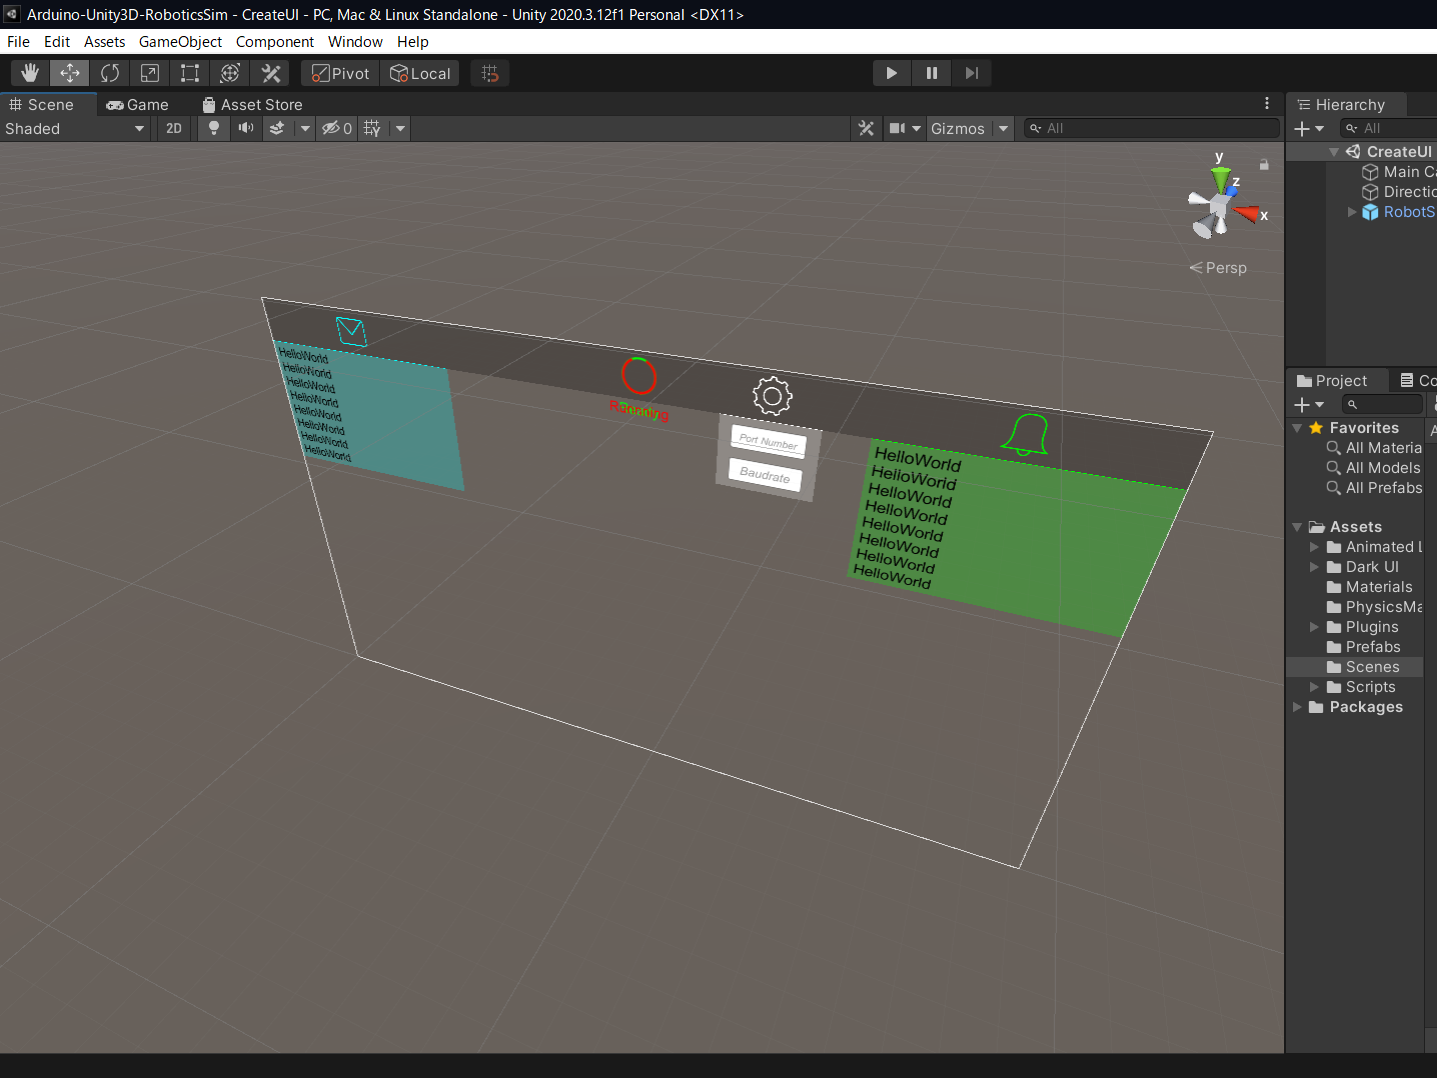 Arduino-Unity3D-RoboticsSim - CreateUI - PC, Mac & Linux Standalone - Unity 2020.3.12f1 Personal <DX11>
File Edit Assets GameObject Component Window Help
Pivot Local
Scene Game Asset Store
Shaded 2D 0 Gizmos All
y
z
x
Persp
HelloWorld
HelloWorld
HelloWorld
HelloWorld
HelloWorld
HelloWorld
HelloWorld
HelloWorld
Port Number
Baudrate
HelloWorld
HelloWorld
HelloWorld
HelloWorld
HelloWorld
HelloWorld
HelloWorld
HelloWorld
Hierarchy
All
CreateUI
Main C
Directio
RobotS
Project Co
Favorites A
All Materia
All Models
All Prefabs
Assets
Animated L
Dark UI
Materials
PhysicsMa
Plugins
Prefabs
Scenes
Scripts
Packages